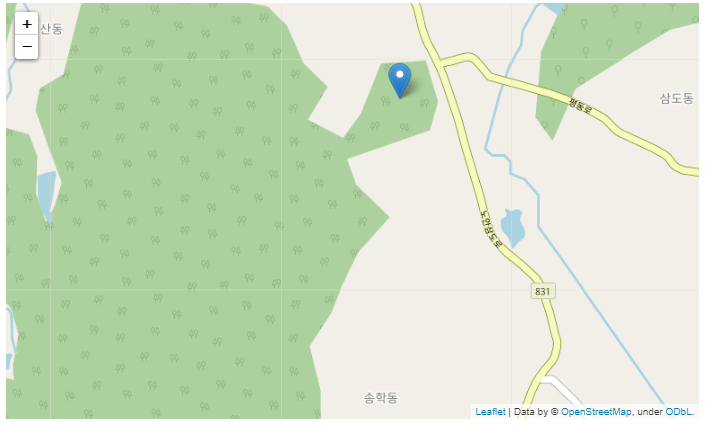 +
산동
−
삼도동
평동로
노안삼도로
831
송학동
Leaflet | Data by © OpenStreetMap, under ODbL.